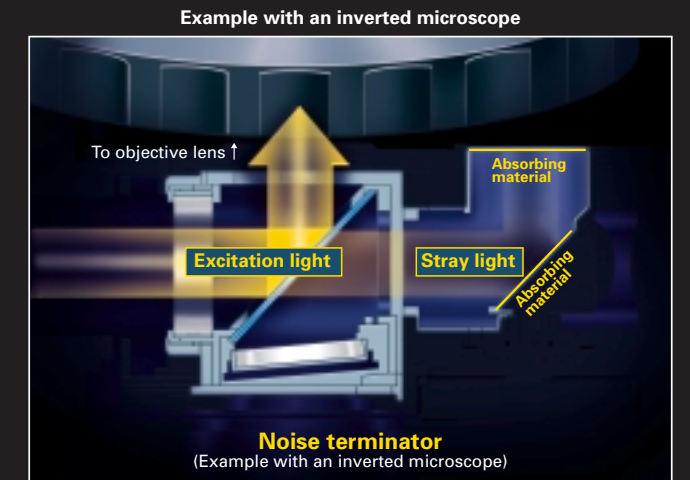 Example with an inverted microscope
To objective lens ↑
Absorbing
material
Excitation light
Stray light
Absorbing
material
Noise terminator
(Example with an inverted microscope)